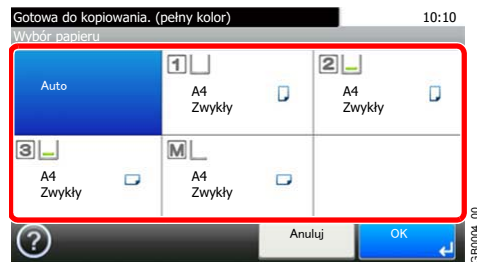 Gotowa do kopiowania. (pełny kolor) 10:10
Wybór papieru
Auto
1
A4
Zwykły
2
A4
Zwykły
3
A4
Zwykły
M
A4
Zwykły
?
Anuluj
OK
GB0004_00